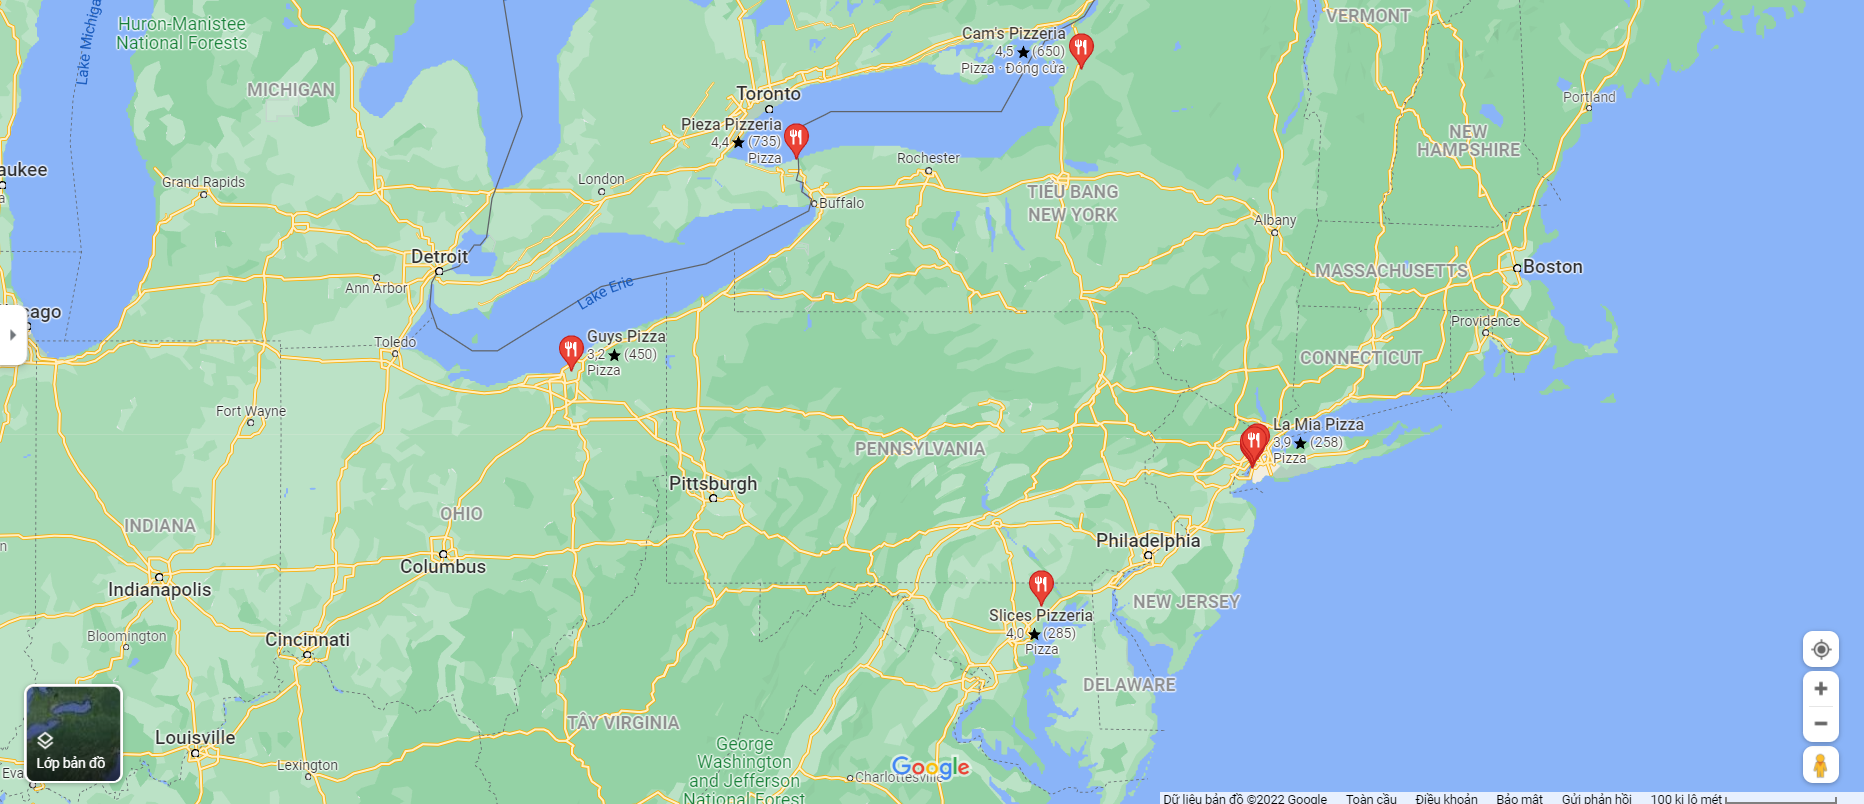 Huron-Manistee
National Forests
Lake Michiga
MICHIGAN
Toronto
Cam's Pizzeria
4,5 ★ (650)
Pizza · Đóng cửa
VERMONT
Portland
NEW
HAMPSHIRE
Pieza Pizzeria
4,4 ★ (735)
Pizza
Rochester
aukee
Grand Rapids
London
Buffalo
TIỂU BANG
NEW YORK
Albany
Detroit
Ann Arbor
MASSACHUSETTS
Boston
Lake Erie
cago
Toledo
Guys Pizza
3,2 ★ (450)
Pizza
Providence
CONNECTICUT
Fort Wayne
La Mia Pizza
3,9 ★ (258)
Pizza
PENNSYLVANIA
Pittsburgh
INDIANA
OHIO
Columbus
Philadelphia
Indianapolis
Slices Pizzeria
4,0 ★ (285)
Pizza
NEW JERSEY
Bloomington
Cincinnati
DELAWARE
TÂY VIRGINIA
Louisville
Lexington
George
Washington
and Jefferson
National Forest
Charlottesville
Google
Lớp bản đồ
Eva
Dữ liệu bản đồ ©2022 Google Toàn cầu Điều khoản Bảo mật Gửi phản hồi 100 ki lô mét